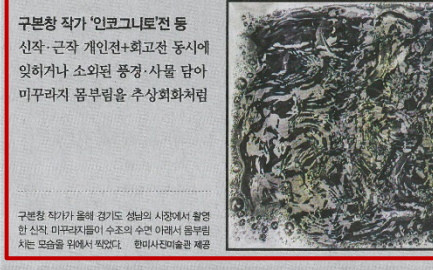 구본창 작가 ‘인코그니토’전 등
신작·근작 개인전+회고전 동시에
잊히거나 소외된 풍경·사물 담아
미꾸라지 몸부림을 추상회화처럼
구본창 작가가 올해 경기도 성남의 시장에서 촬영
한 신작. 미꾸라지들이 수조의 수면 아래서 몸부림
치는 모습을 위에서 찍었다. 한미사진미술관 제공